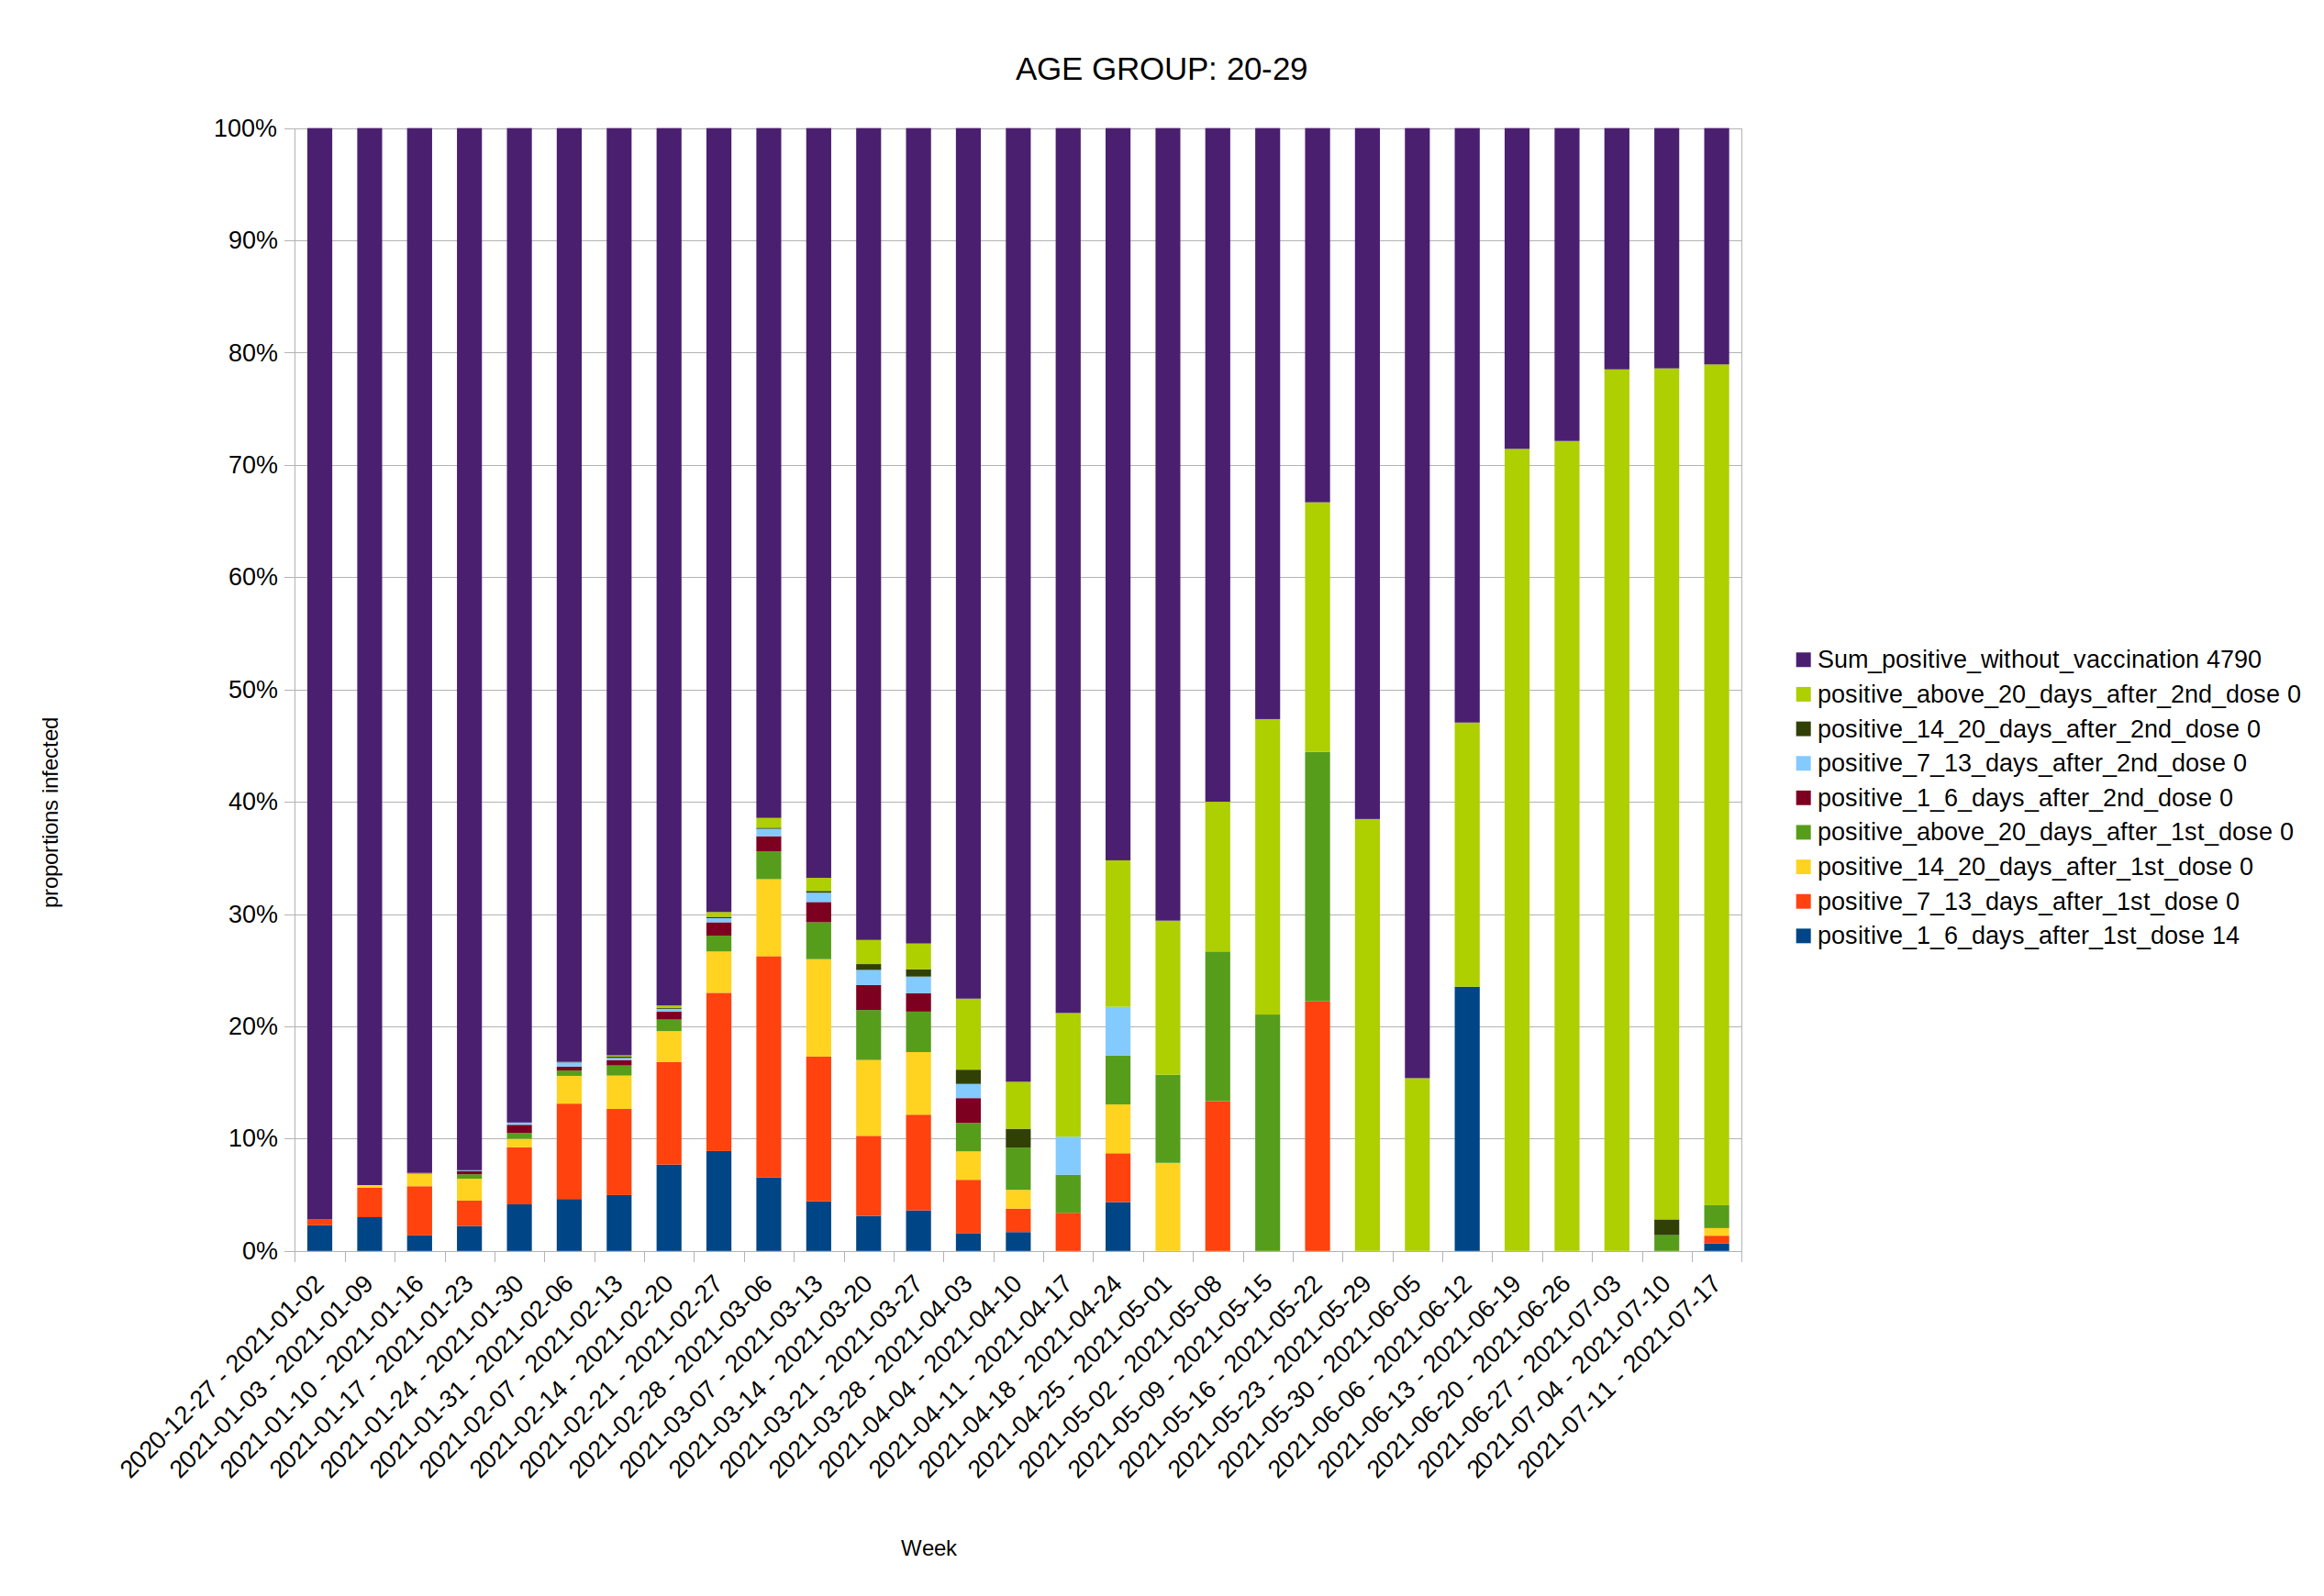 AGE GROUP: 20-29
100%
90%
80%
70%
60%
50%
40%
30%
20%
10%
0%
proportions infected
Sum_positive_without_vaccination 4790
positive_above_20_days_after_2nd_dose 0
positive_14_20_days_after_2nd_dose 0
positive_7_13_days_after_2nd_dose 0
positive_1_6_days_after_2nd_dose 0
positive_above_20_days_after_1st_dose 0
positive_14_20_days_after_1st_dose 0
positive_7_13_days_after_1st_dose 0
positive_1_6_days_after_1st_dose 14
2020-12-27 - 2021-01-02
2021-01-03 - 2021-01-09
2021-01-10 - 2021-01-16
2021-01-17 - 2021-01-23
2021-01-24 - 2021-01-30
2021-01-31 - 2021-02-06
2021-02-07 - 2021-02-13
2021-02-14 - 2021-02-20
2021-02-21 - 2021-02-27
2021-02-28 - 2021-03-06
2021-03-07 - 2021-03-13
2021-03-14 - 2021-03-20
2021-03-21 - 2021-03-27
2021-03-28 - 2021-04-03
2021-04-04 - 2021-04-10
2021-04-11 - 2021-04-17
2021-04-18 - 2021-04-24
2021-04-25 - 2021-05-01
2021-05-02 - 2021-05-08
2021-05-09 - 2021-05-15
2021-05-16 - 2021-05-22
2021-05-23 - 2021-05-29
2021-05-30 - 2021-06-05
2021-06-06 - 2021-06-12
2021-06-13 - 2021-06-19
2021-06-20 - 2021-06-26
2021-06-27 - 2021-07-03
2021-07-04 - 2021-07-10
2021-07-11 - 2021-07-17
Week